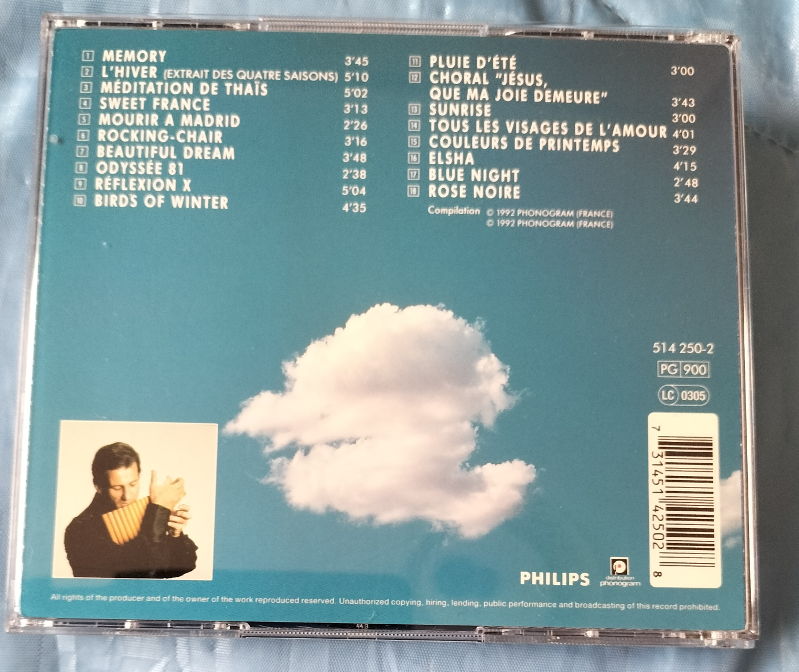 1 MEMORY 3'45
2 L'HIVER (EXTRAIT DES QUATRE SAISONS) 5'10
3 MÉDITATION DE THAÏS 5'02
4 SWEET FRANCE 3'13
5 MOURIR A MADRID 2'26
6 ROCKING-CHAIR 3'16
7 BEAUTIFUL DREAM 3'48
8 ODYSSÉE 81 2'38
9 RÉFLEXION X 5'04
10 BIRDS OF WINTER 4'35
11 PLUIE D'ÉTÉ 3'00
12 CHORAL "JÉSUS,
QUE MA JOIE DEMEURE" 3'43
13 SUNRISE 3'00
14 TOUS LES VISAGES DE L'AMOUR 4'01
15 COULEURS DE PRINTEMPS 3'29
16 ELSHA 4'15
17 BLUE NIGHT 2'48
18 ROSE NOIRE 3'44
Compilation © 1992 PHONOGRAM (FRANCE)
© 1992 PHONOGRAM (FRANCE)
514 250-2
PG 900
LC 0305
7 31451 42502 8
PHILIPS
distribution
phonogram
All rights of the producer and of the owner of the work reproduced reserved. Unauthorized copying, hiring, lending, public performance and broadcasting of this record prohibited.